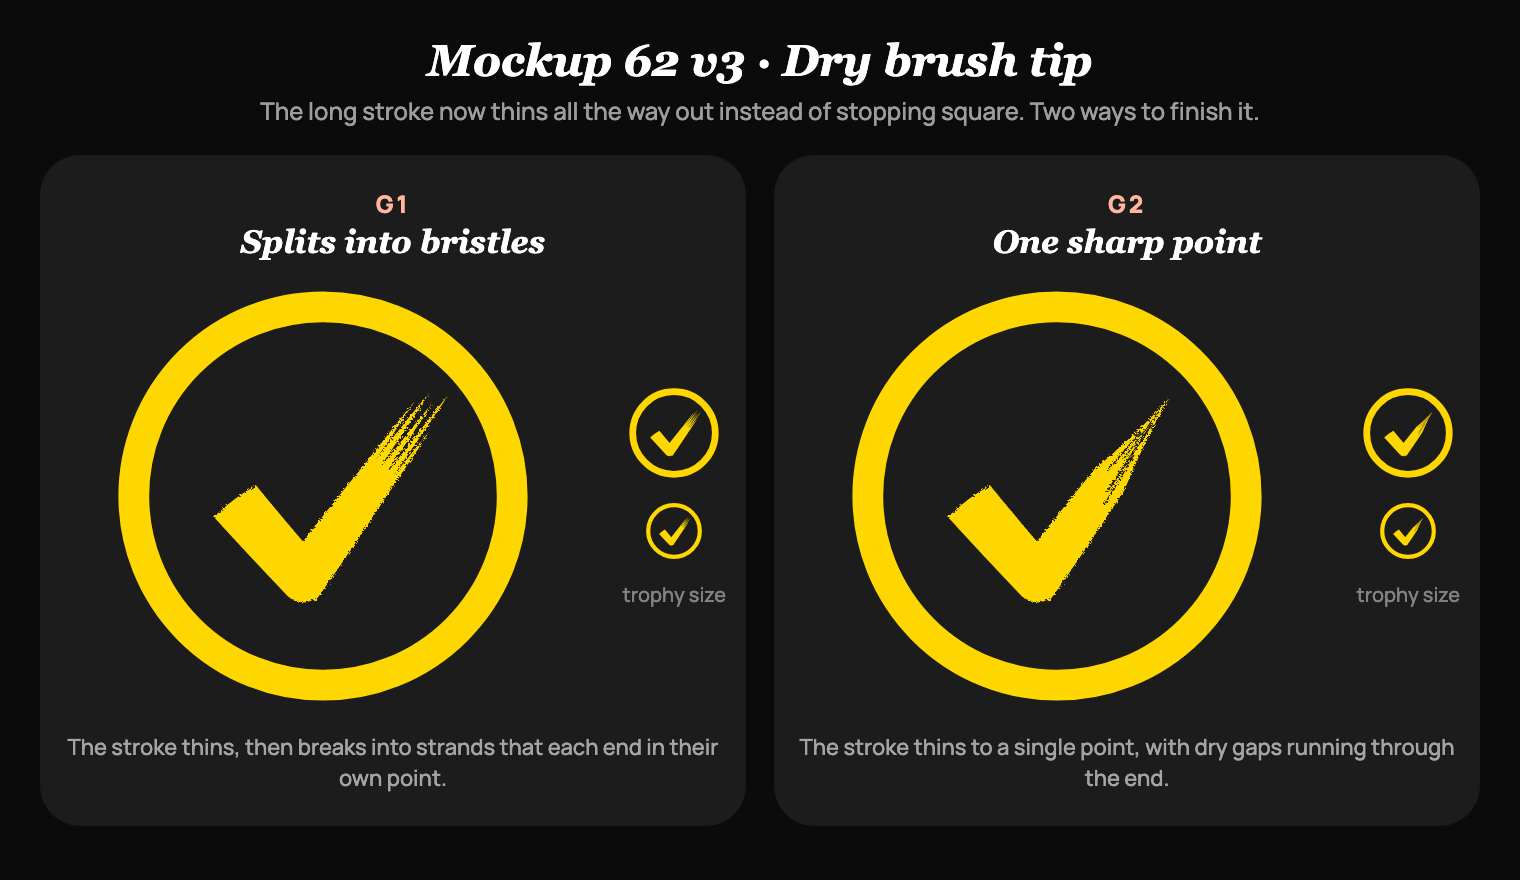 Mockup 62 v3 · Dry brush tip
The long stroke now thins all the way out instead of stopping square. Two ways to finish it.
G1
Splits into bristles
trophy size
The stroke thins, then breaks into strands that each end in their
own point.
G2
One sharp point
trophy size
The stroke thins to a single point, with dry gaps running through
the end.